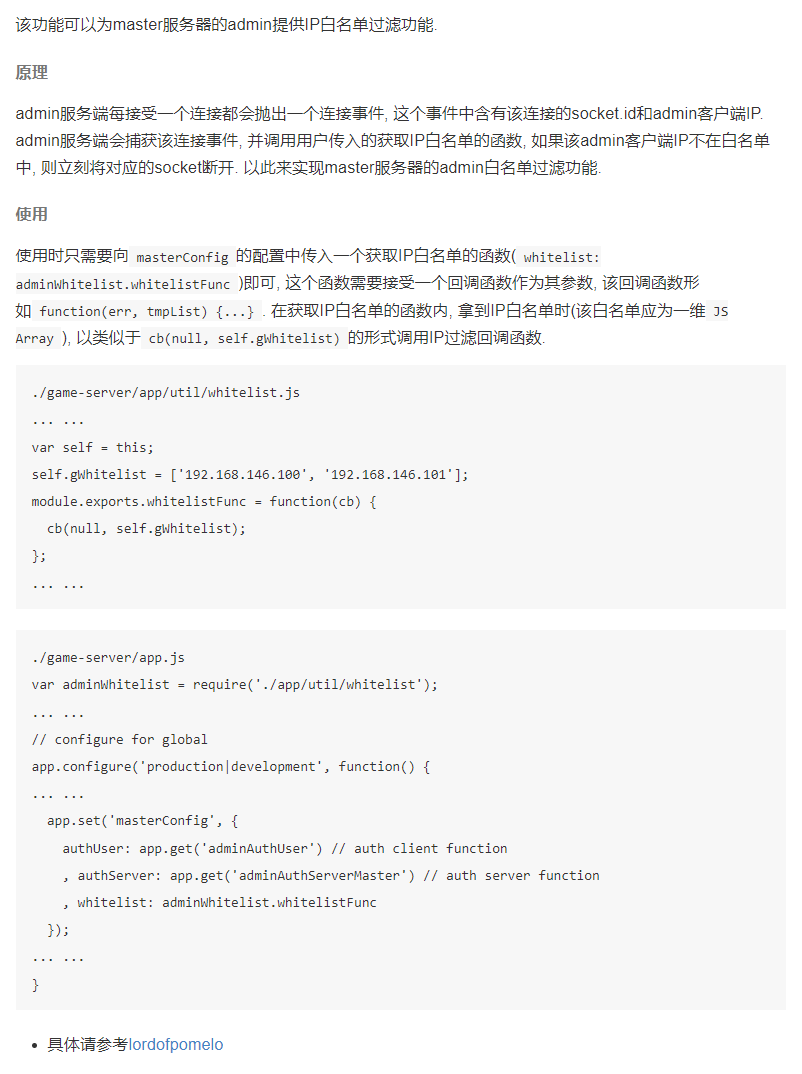 该功能可以为master服务器的admin提供IP白名单过滤功能.
原理
admin服务端每接受一个连接都会抛出一个连接事件, 这个事件中含有该连接的socket.id和admin客户端IP.
admin服务端会捕获该连接事件, 并调用用户传入的获取IP白名单的函数, 如果该admin客户端IP不在白名单
中, 则立刻将对应的socket断开. 以此来实现master服务器的admin白名单过滤功能.
使用
使用时只需要向 masterConfig 的配置中传入一个获取IP白名单的函数( whitelist:
adminWhitelist.whitelistFunc )即可, 这个函数需要接受一个回调函数作为其参数, 该回调函数形
如 function(err, tmpList) {...} . 在获取IP白名单的函数内, 拿到IP白名单时(该白名单应为一维 JS
Array ), 以类似于 cb(null, self.gWhitelist) 的形式调用IP过滤回调函数.
./game-server/app/util/whitelist.js
... ...
var self = this;
self.gWhitelist = ['192.168.146.100', '192.168.146.101'];
module.exports.whitelistFunc = function(cb) {
  cb(null, self.gWhitelist);
};
... ...
./game-server/app.js
var adminWhitelist = require('./app/util/whitelist');
... ...
// configure for global
app.configure('production|development', function() {
... ...
  app.set('masterConfig', {
    authUser: app.get('adminAuthUser') // auth client function
    , authServer: app.get('adminAuthServerMaster') // auth server function
    , whitelist: adminWhitelist.whitelistFunc
  });
... ...
}
• 具体请参考lordofpomelo